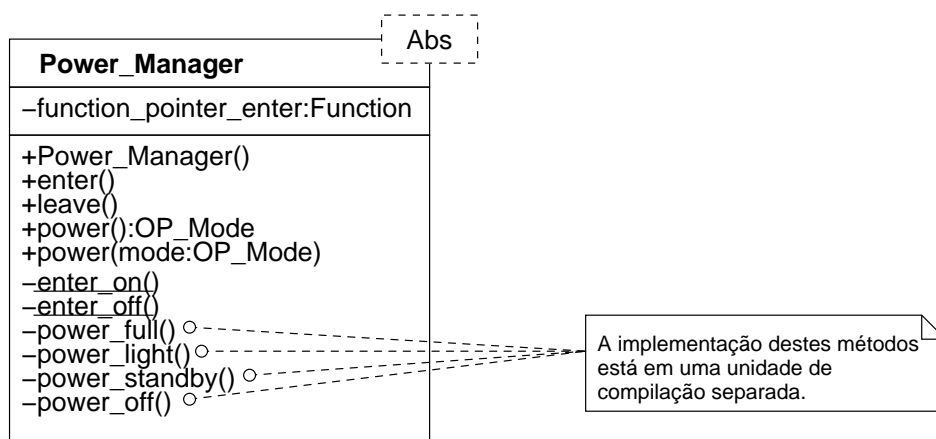 Abs
Power_Manager
–function_pointer_enter:Function
+Power_Manager()
+enter()
+leave()
+power():OP_Mode
+power(mode:OP_Mode)
–enter_on()
–enter_off()
–power_full()
–power_light()
–power_standby()
–power_off()
A implementação destes métodos
está em uma unidade de
compilação separada.